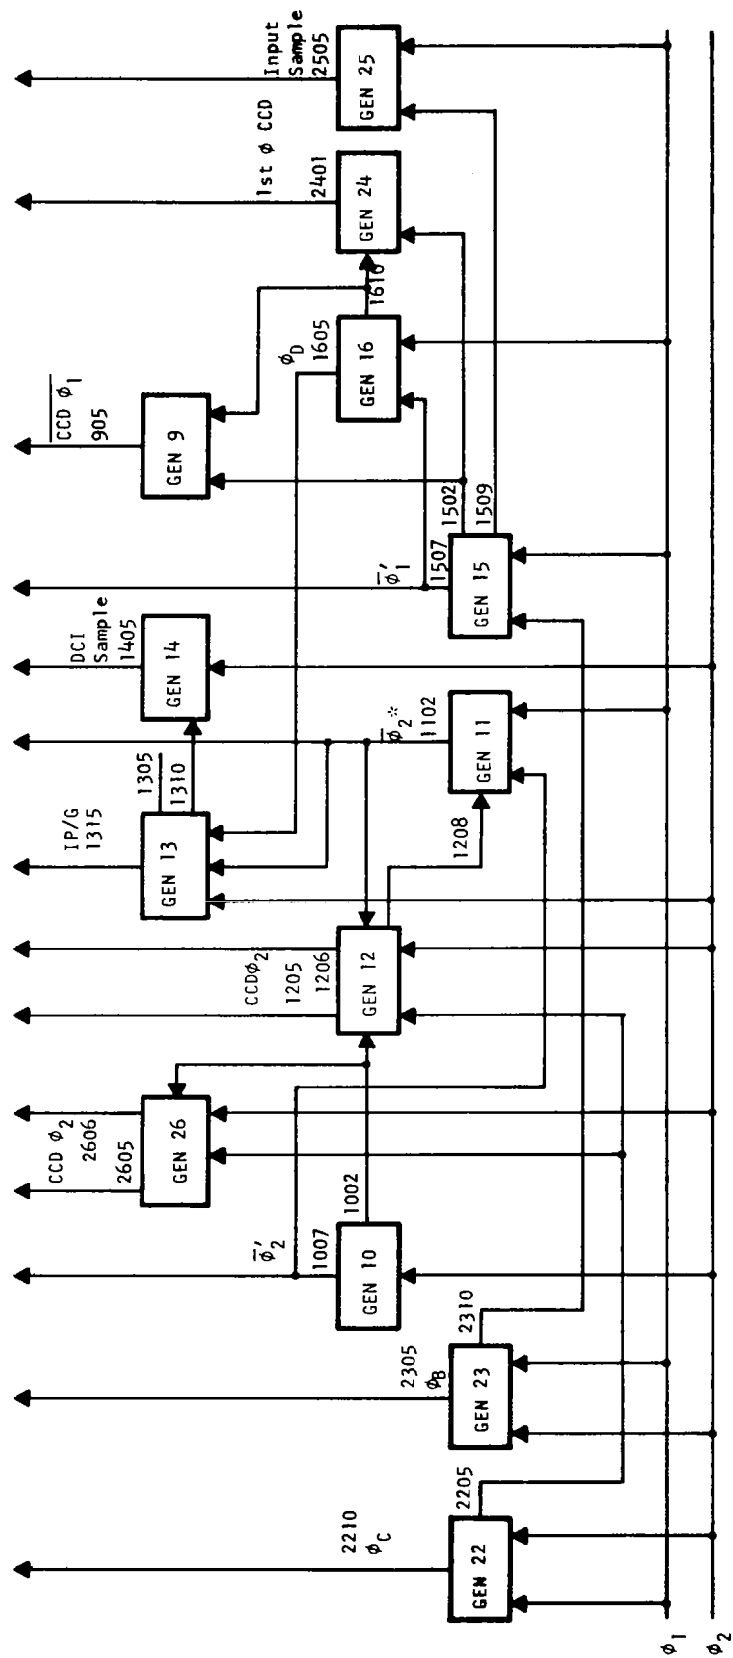 Input
Sample
2505
GEN 25
1st ϕ CCD
2401
GEN 24
1610
ϕD
1605
GEN 16
CCD ϕ1
905
GEN 9
1502
1509
ϕ̅1′
1507
GEN 15
DCI
Sample
1405
GEN 14
ϕ̅2*
1102
GEN 11
1305
1310
IP/G
1315
GEN 13
1208
CCDϕ2
1205
1206
GEN 12
CCD ϕ2
2606
2605
GEN 26
1002
ϕ̅2′
1007
GEN 10
2310
2305
ϕB
GEN 23
2205
2210
ϕC
GEN 22
ϕ1
ϕ2